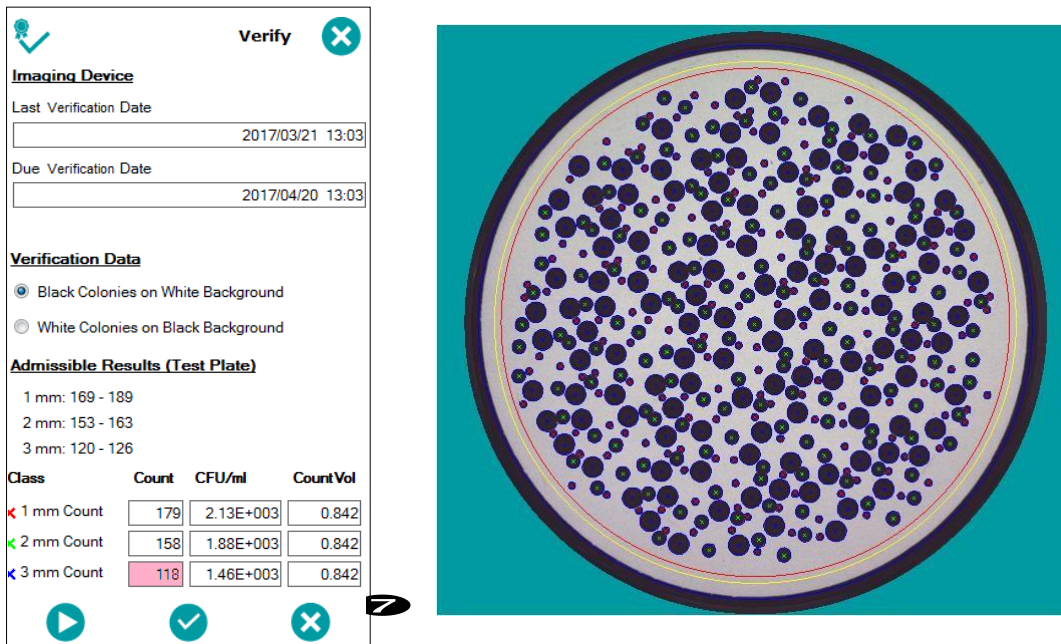 Verify
Imaging Device
Last Verification Date
2017/03/21 13:03
Due Verification Date
2017/04/20 13:03
Verification Data
Black Colonies on White Background
White Colonies on Black Background
Admissible Results (Test Plate)
1 mm: 169 - 189
2 mm: 153 - 163
3 mm: 120 - 126
Class Count CFU/ml CountVol
1 mm Count 179 2.13E+003 0.842
2 mm Count 158 1.88E+003 0.842
3 mm Count 118 1.46E+003 0.842
7